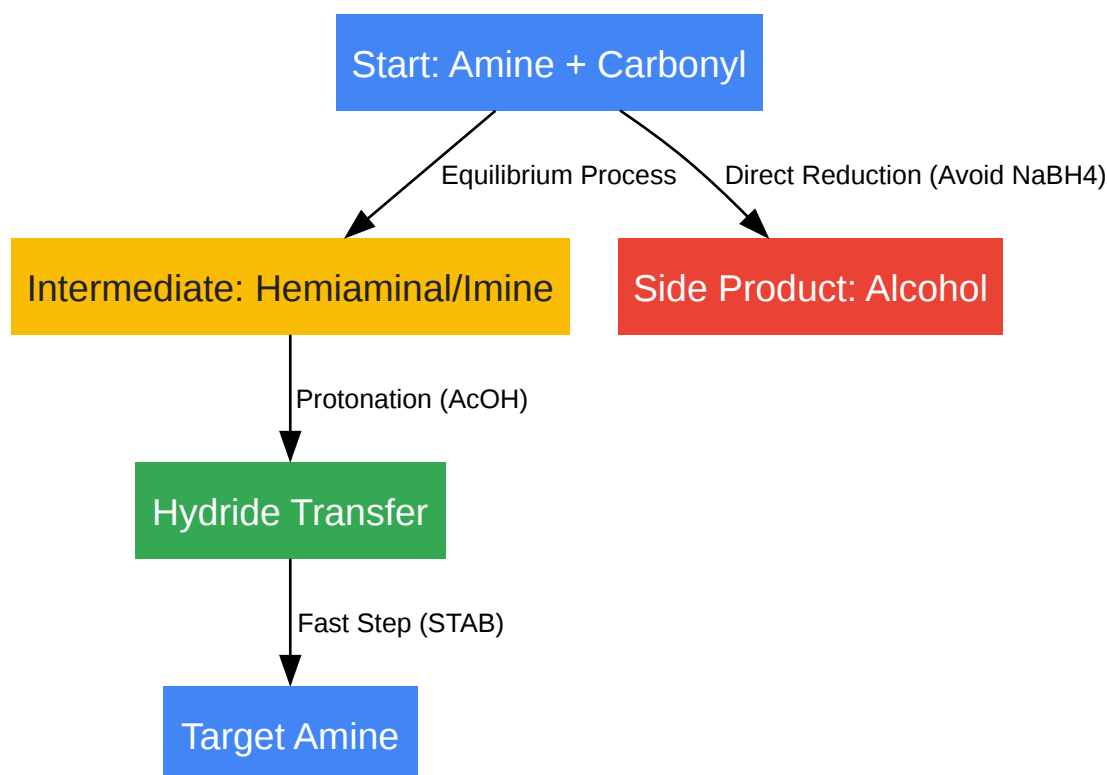 Start: Amine + Carbonyl
Equilibrium Process
Direct Reduction (Avoid NaBH4)
Intermediate: Hemiaminal/Imine
Side Product: Alcohol
Protonation (AcOH)
Hydride Transfer
Fast Step (STAB)
Target Amine